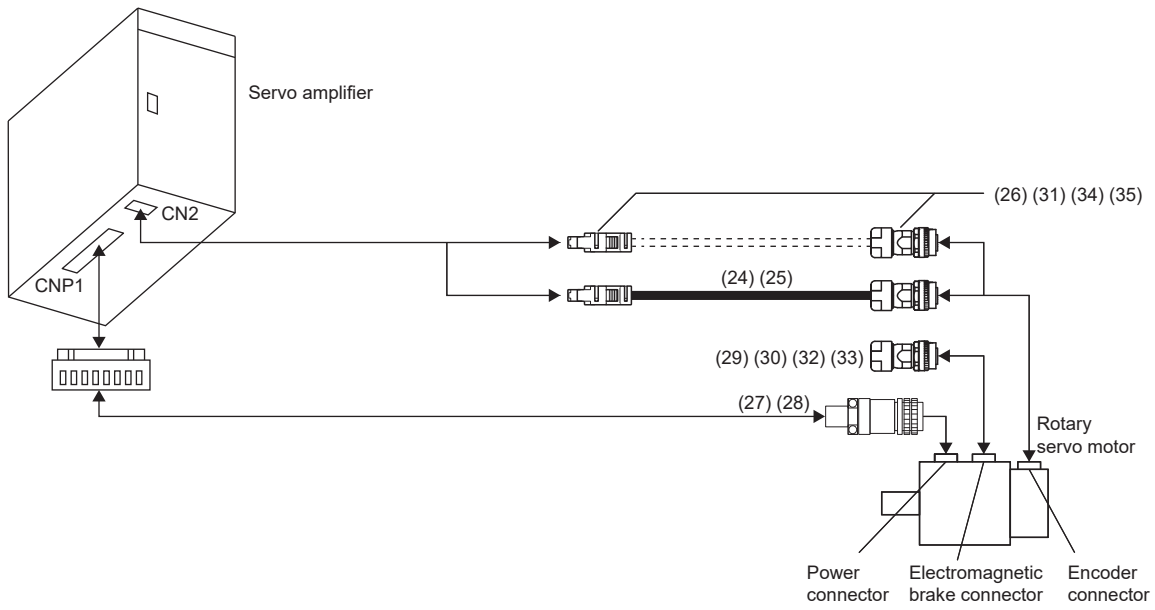 Servo amplifier
(26) (31) (34) (35)
CN2
CNP1
(24) (25)
(29) (30) (32) (33)
(27) (28)
Rotary
servo motor
Power
connector
Electromagnetic
brake connector
Encoder
connector